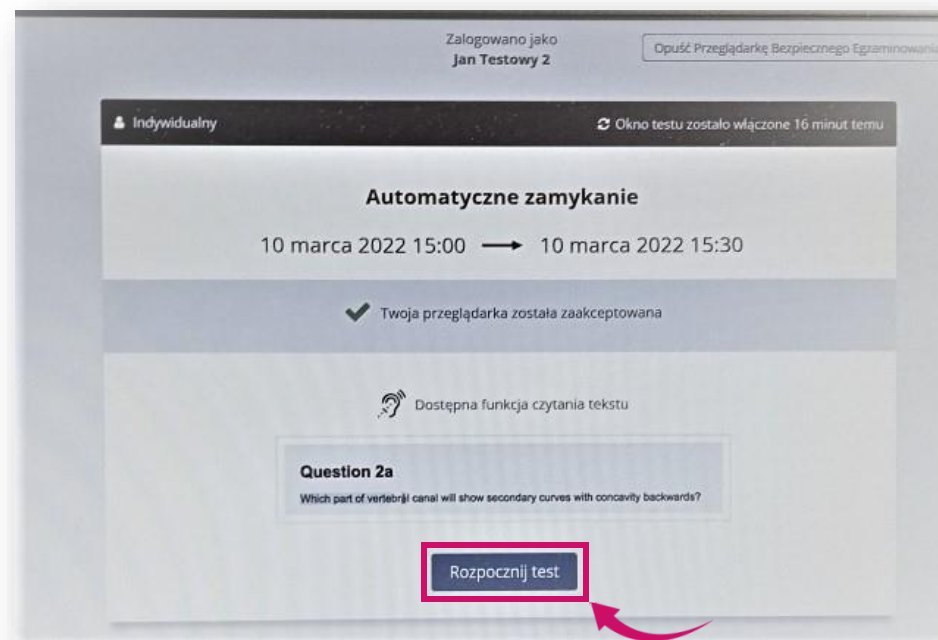 Zalogowano jako
Jan Testowy 2
Opuść Przeglądarkę Bezpiecznego Egzaminowania
Indywidualny
Okno testu zostało włączone 16 minut temu
Automatyczne zamykanie
10 marca 2022 15:00 → 10 marca 2022 15:30
Twoja przeglądarka została zaakceptowana
Dostępna funkcja czytania tekstu
Question 2a
Which part of vertebral canal will show secondary curves with concavity backwards?
Rozpocznij test